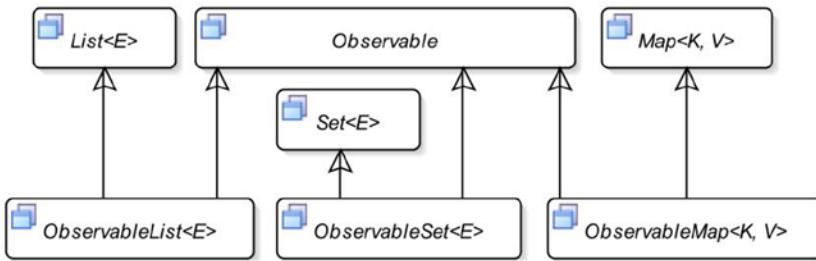 List<E>
Observable
Map<K, V>
Set<E>
ObservableList<E>
ObservableSet<E>
ObservableMap<K, V>